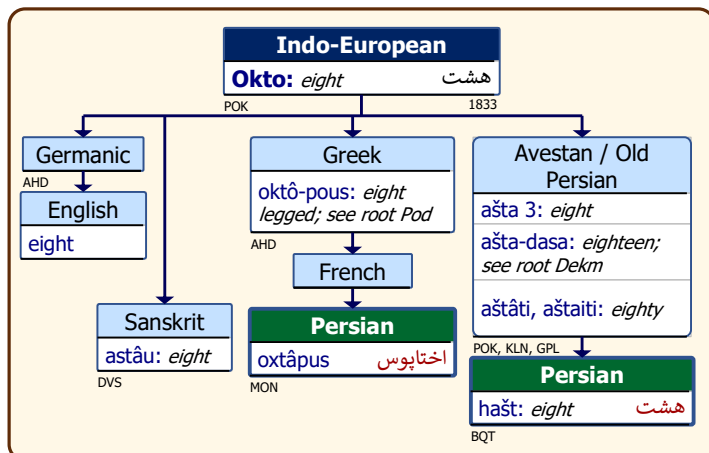 Indo-European
Okto: eight هشت
POK 1833
Germanic
AHD
English
eight
Sanskrit
astâu: eight
DVS
Greek
oktô-pous: eight
legged; see root Pod
AHD
French
Persian
oxtâpus اختاپوس
MON
Avestan / Old
Persian
ašta 3: eight
ašta-dasa: eighteen;
see root Dekm
aštâti, aštaiti: eighty
POK, KLN, GPL
Persian
hašt: eight هشت
BQT